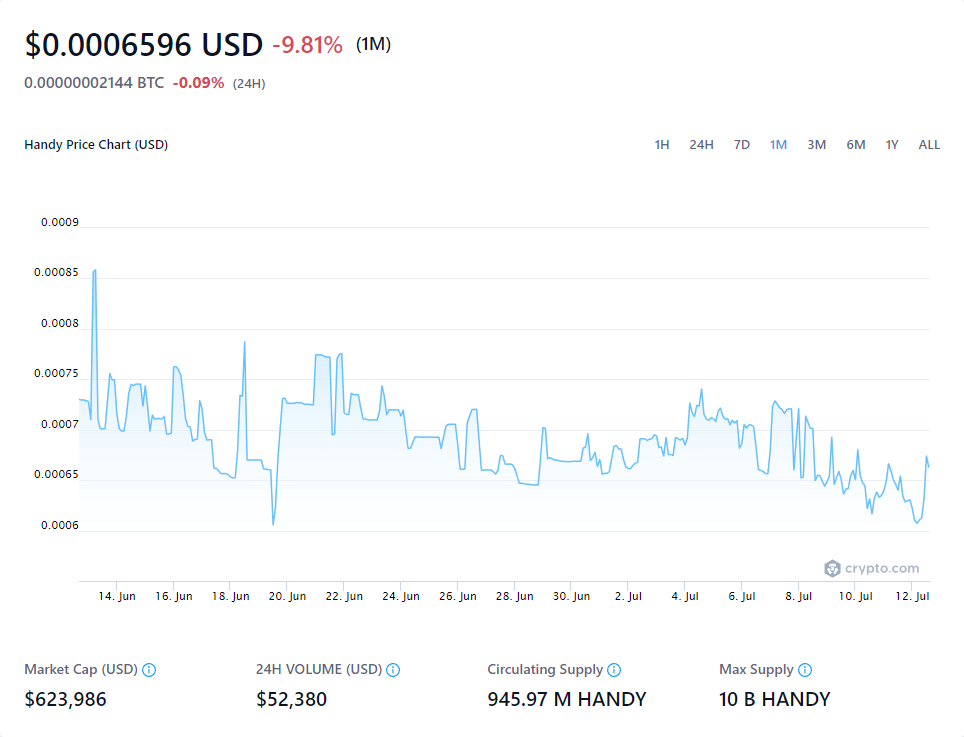 $0.0006596 USD -9.81% (1M)
0.00000002144 BTC -0.09% (24H)
Handy Price Chart (USD) 1H 24H 7D 1M 3M 6M 1Y ALL
0.0009
0.00085
0.0008
0.00075
0.0007
0.00065
0.0006
crypto.com
14. Jun 16. Jun 18. Jun 20. Jun 22. Jun 24. Jun 26. Jun 28. Jun 30. Jun 2. Jul 4. Jul 6. Jul 8. Jul 10. Jul 12. Jul
Market Cap (USD) 24H VOLUME (USD) Circulating Supply Max Supply
$623,986 $52,380 945.97 M HANDY 10 B HANDY